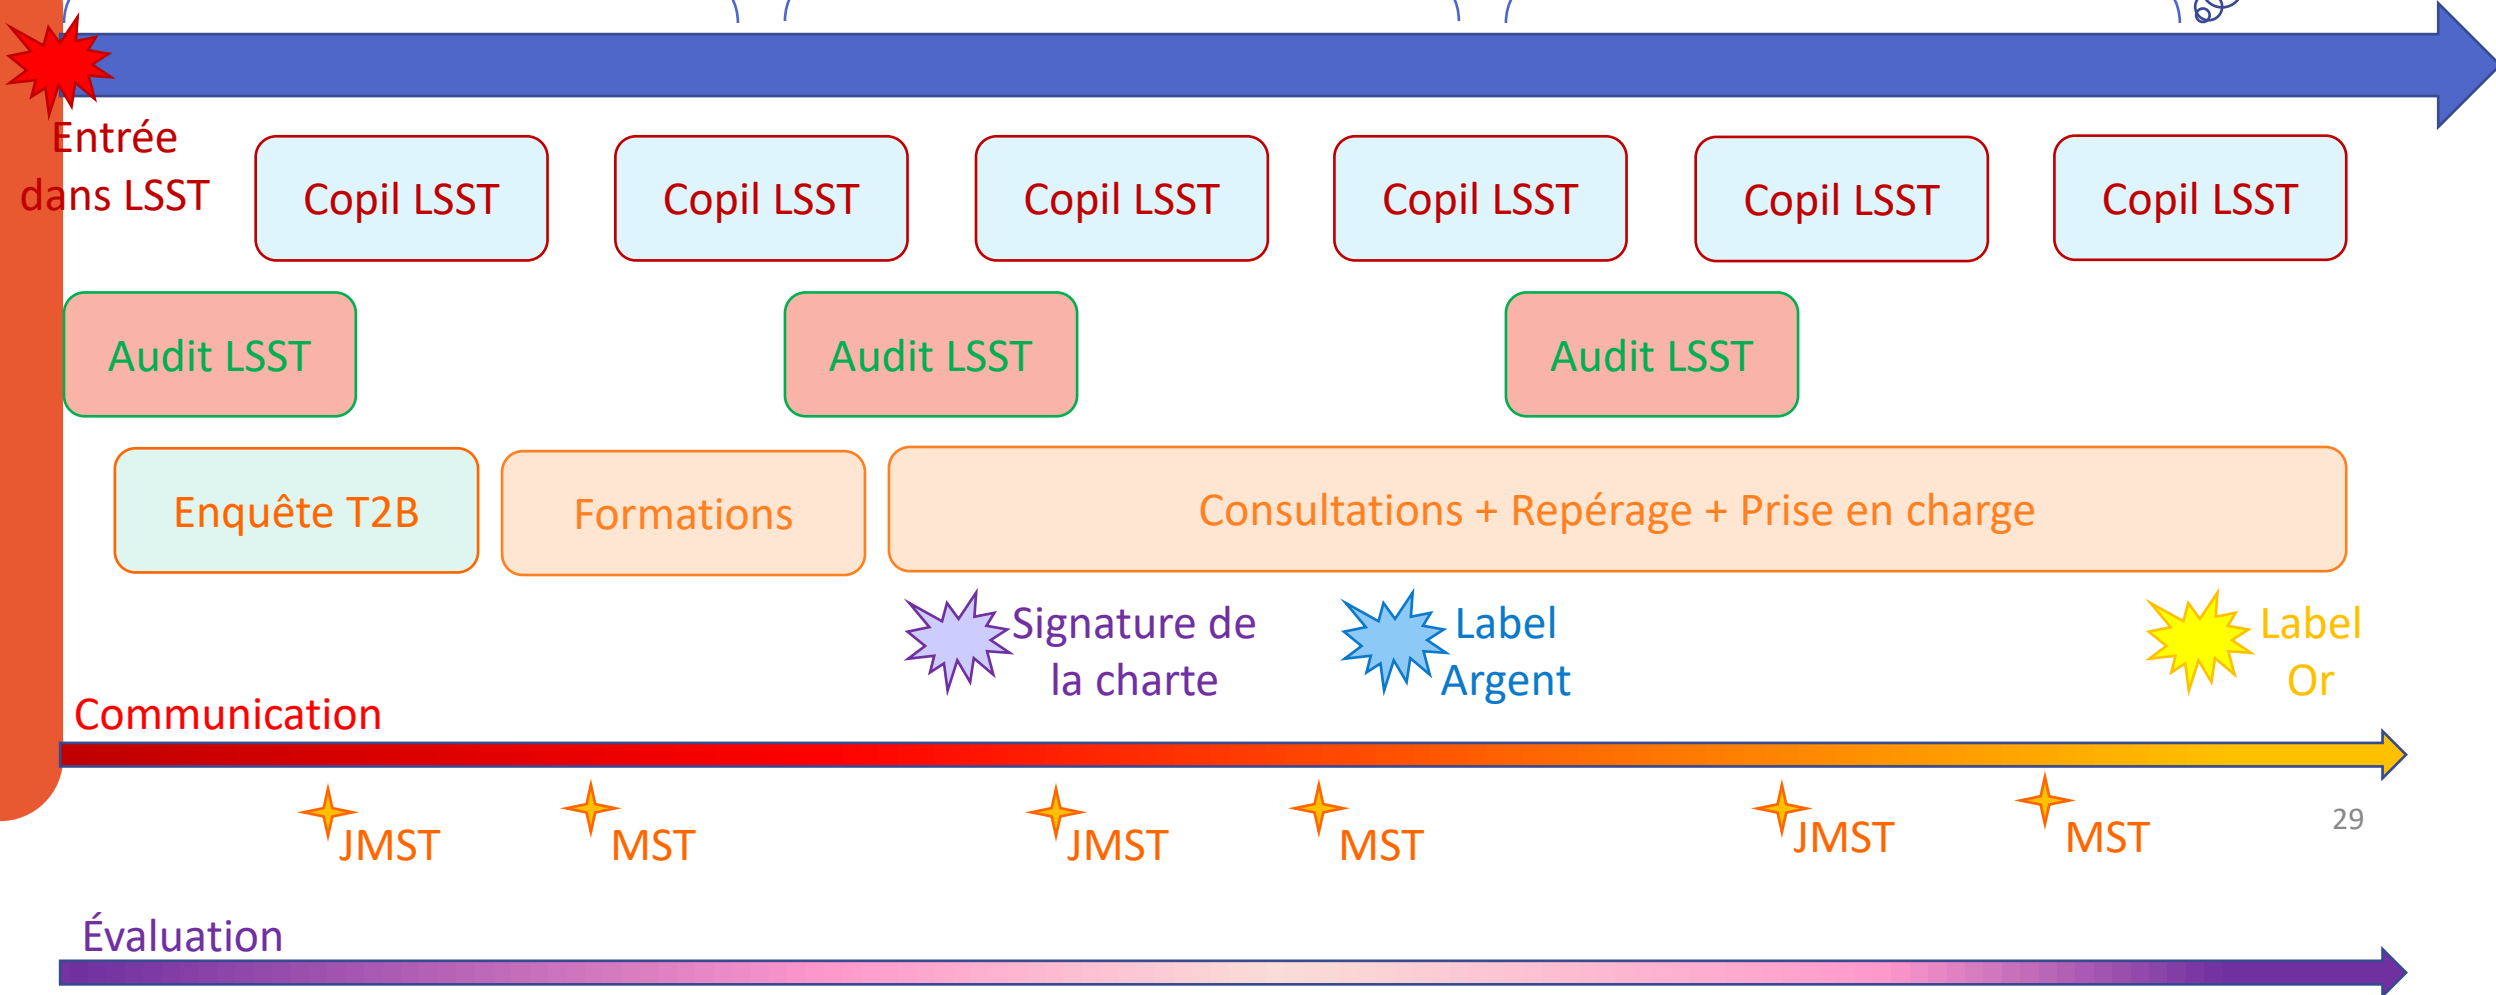 Entrée
dans LSST
Copil LSST
Copil LSST
Copil LSST
Copil LSST
Copil LSST
Copil LSST
Audit LSST
Audit LSST
Audit LSST
Enquête T2B
Formations
Consultations + Repérage + Prise en charge
Signature de
la charte
Label
Argent
Label
Or
Communication
JMST
MST
JMST
MST
JMST
MST
29
Évaluation